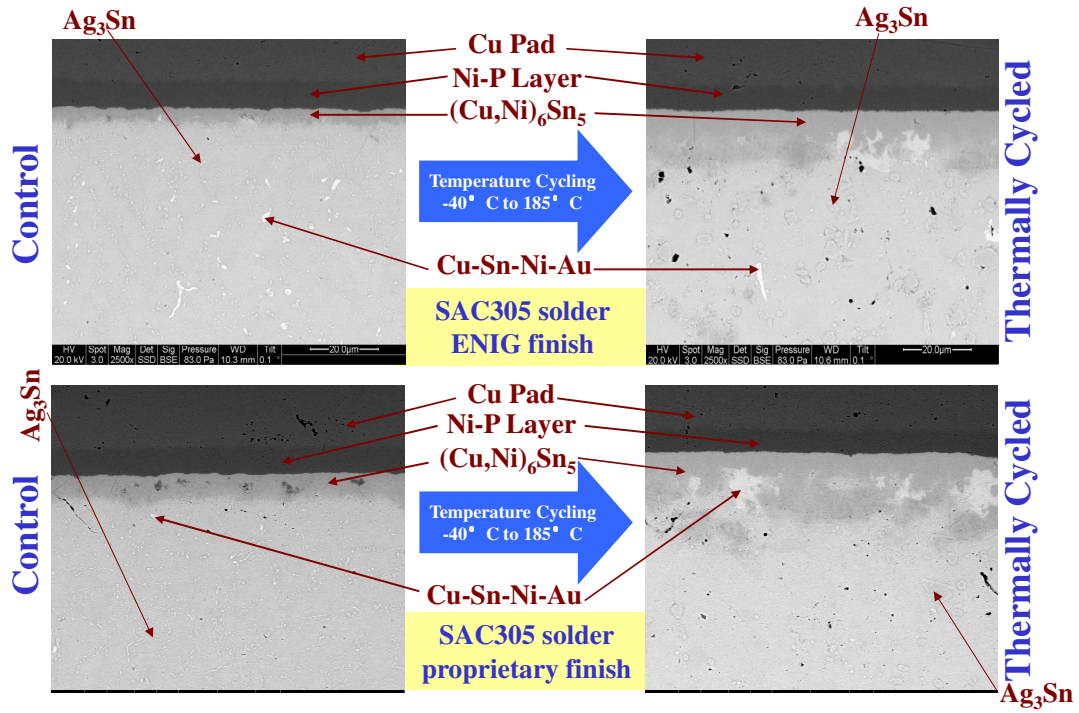 Ag₃Sn
Ag₃Sn
Cu Pad
Ni-P Layer
(Cu,Ni)₆Sn₅
Control
Thermally Cycled
Temperature Cycling
-40° C to 185° C
Cu-Sn-Ni-Au
SAC305 solder
ENIG finish
HV Spot Mag Det Sig Pressure WD Tilt 20.0µm
20.0 kV 3.0 2500x SSD BSE 83.0 Pa 10.3 mm 0.1 °
HV Spot Mag Det Sig Pressure WD Tilt 20.0µm
20.0 kV 3.0 2500x SSD BSE 83.0 Pa 10.6 mm 0.1 °
Ag₃Sn
Cu Pad
Ni-P Layer
(Cu,Ni)₆Sn₅
Control
Thermally Cycled
Temperature Cycling
-40° C to 185° C
Cu-Sn-Ni-Au
SAC305 solder
proprietary finish
Ag₃Sn